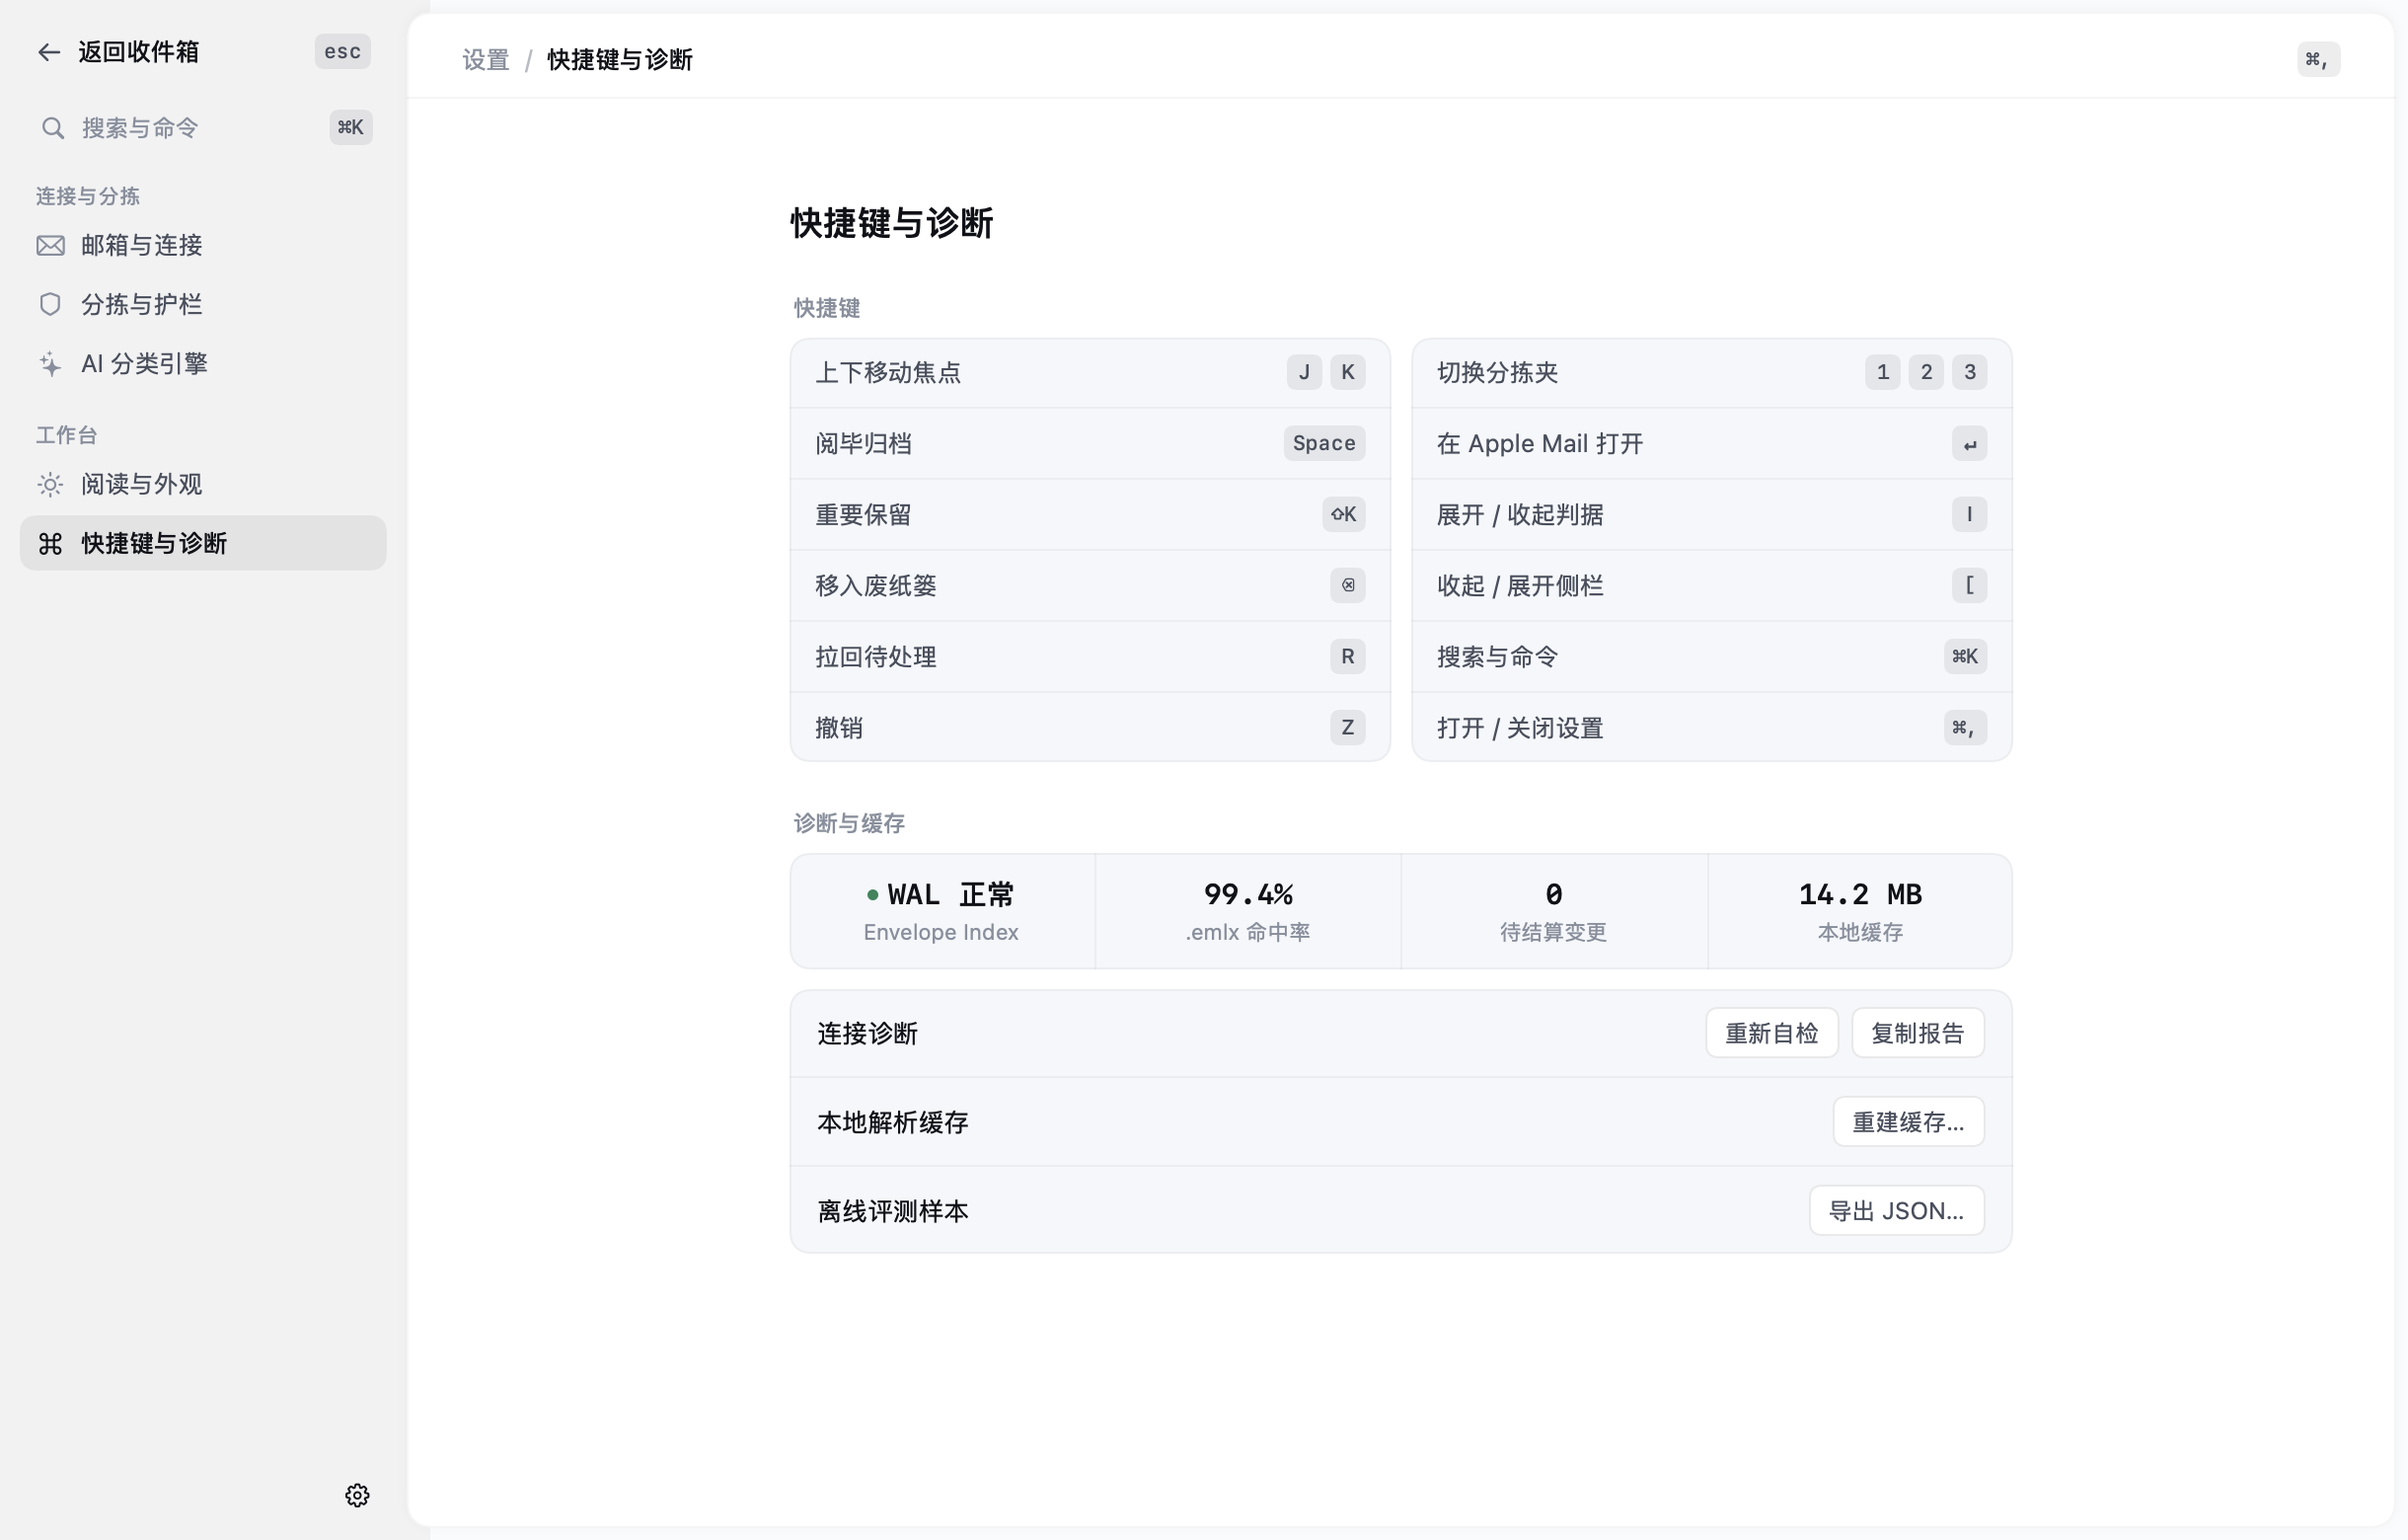 返回收件箱 esc
搜索与命令 ⌘K
连接与分拣
邮箱与连接
分拣与护栏
AI 分类引擎
工作台
阅读与外观
快捷键与诊断
设置 / 快捷键与诊断 ⌘,
快捷键与诊断
快捷键
上下移动焦点 J K
阅毕归档 Space
重要保留 ⇧K
移入废纸篓 ⌫
拉回待处理 R
撤销 Z
切换分拣夹 1 2 3
在 Apple Mail 打开 ↵
展开 / 收起判据 I
收起 / 展开侧栏 [
搜索与命令 ⌘K
打开 / 关闭设置 ⌘,
诊断与缓存
WAL 正常
Envelope Index
99.4%
.emlx 命中率
0
待结算变更
14.2 MB
本地缓存
连接诊断 重新自检 复制报告
本地解析缓存 重建缓存...
离线评测样本 导出 JSON...